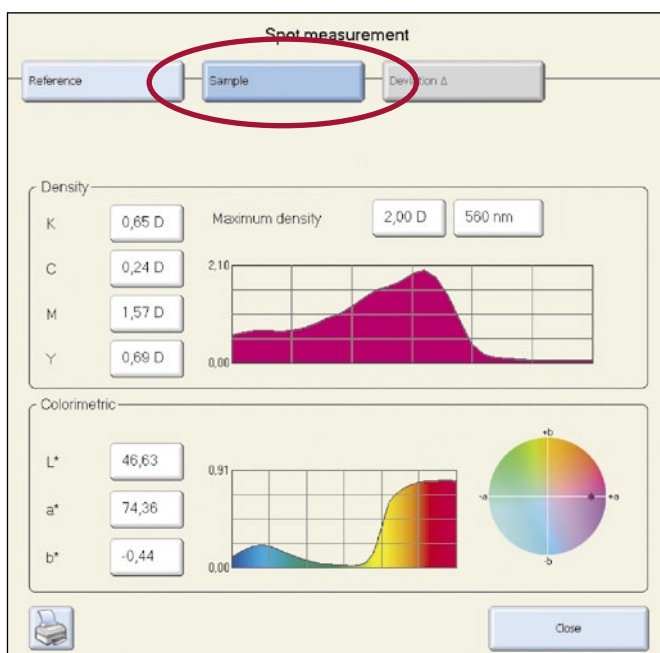 Spot measurement
Reference
Sample
Deviation Δ
Density
K 0,65 D
C 0,24 D
M 1,57 D
Y 0,69 D
Maximum density 2,00 D 560 nm
2,10
0,00
Colorimetric
L* 46,63
a* 74,36
b* -0,44
0,91
0,00
+b
-a
+a
-b
Close